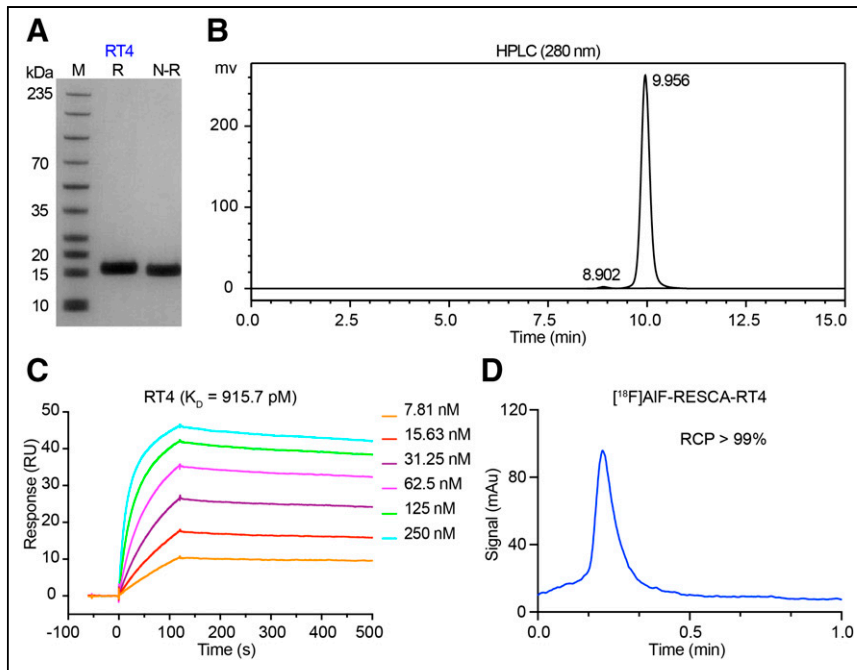 A
RT4
kDa M R N-R
235
70
35
20
15
10
B
HPLC (280 nm)
mv
200
100
0
9.956
8.902
0.0 2.5 5.0 7.5 10.0 12.5 15.0
Time (min)
C
RT4 (KD = 915.7 pM)
Response (RU)
50
40
30
20
10
0
-100 0 100 200 300 400 500
Time (s)
7.81 nM
15.63 nM
31.25 nM
62.5 nM
125 nM
250 nM
D
[18F]AlF-RESCA-RT4
RCP > 99%
Signal (mAu)
120
80
40
0
0.0 0.5 1.0
Time (min)